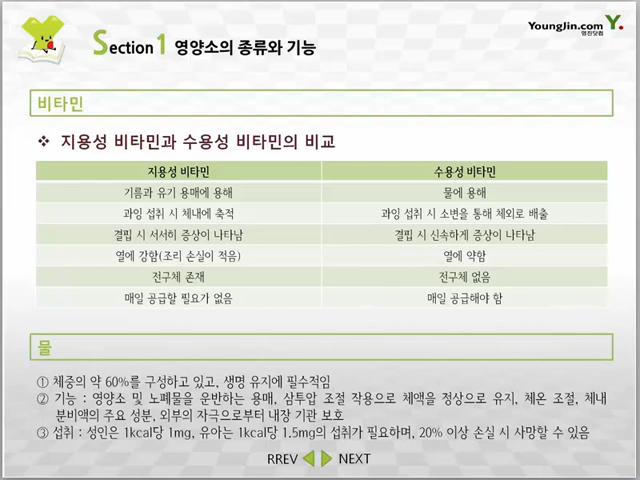 YoungJin.com Y.
영진닷컴
Section 1 영양소의 종류와 기능
비타민
❖ 지용성 비타민과 수용성 비타민의 비교
지용성 비타민 수용성 비타민
기름과 유기 용매에 용해 물에 용해
과잉 섭취 시 체내에 축적 과잉 섭취 시 소변을 통해 체외로 배출
결핍 시 서서히 증상이 나타남 결핍 시 신속하게 증상이 나타남
열에 강함(조리 손실이 적음) 열에 약함
전구체 존재 전구체 없음
매일 공급할 필요가 없음 매일 공급해야 함
물
① 체중의 약 60%를 구성하고 있고, 생명 유지에 필수적임
② 기능 : 영양소 및 노폐물을 운반하는 용매, 삼투압 조절 작용으로 체액을 정상으로 유지, 체온 조절, 체내
분비액의 주요 성분, 외부의 자극으로부터 내장 기관 보호
③ 섭취 : 성인은 1kcal당 1mg, 유아는 1kcal당 1.5mg의 섭취가 필요하며, 20% 이상 손실 시 사망할 수 있음
RREV NEXT